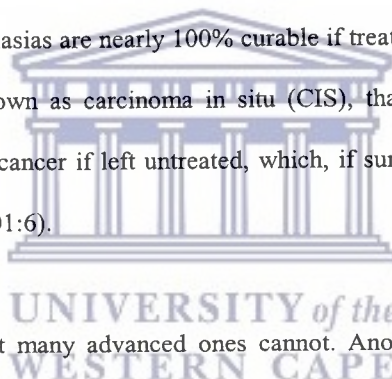 asias are nearly 100% curable if treat
own as carcinoma in situ (CIS), tha
cancer if left untreated, which, if sur
01:6).
UNIVERSITY of the
t many advanced ones cannot. Ano
WESTERN CAPE